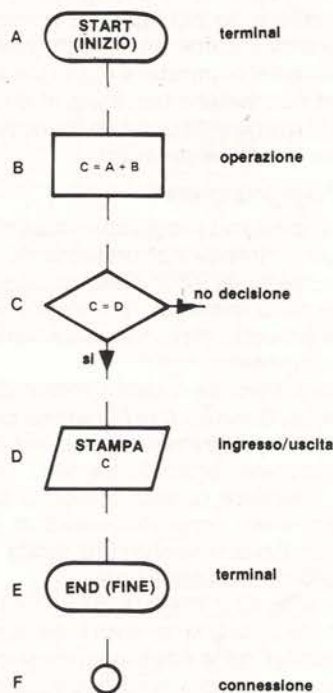 A
START
(INIZIO)
terminal
B
C = A + B
operazione
C
C = D
no decisione
si
D
STAMPA
C
ingresso/uscita
E
END (FINE)
terminal
F
connessione